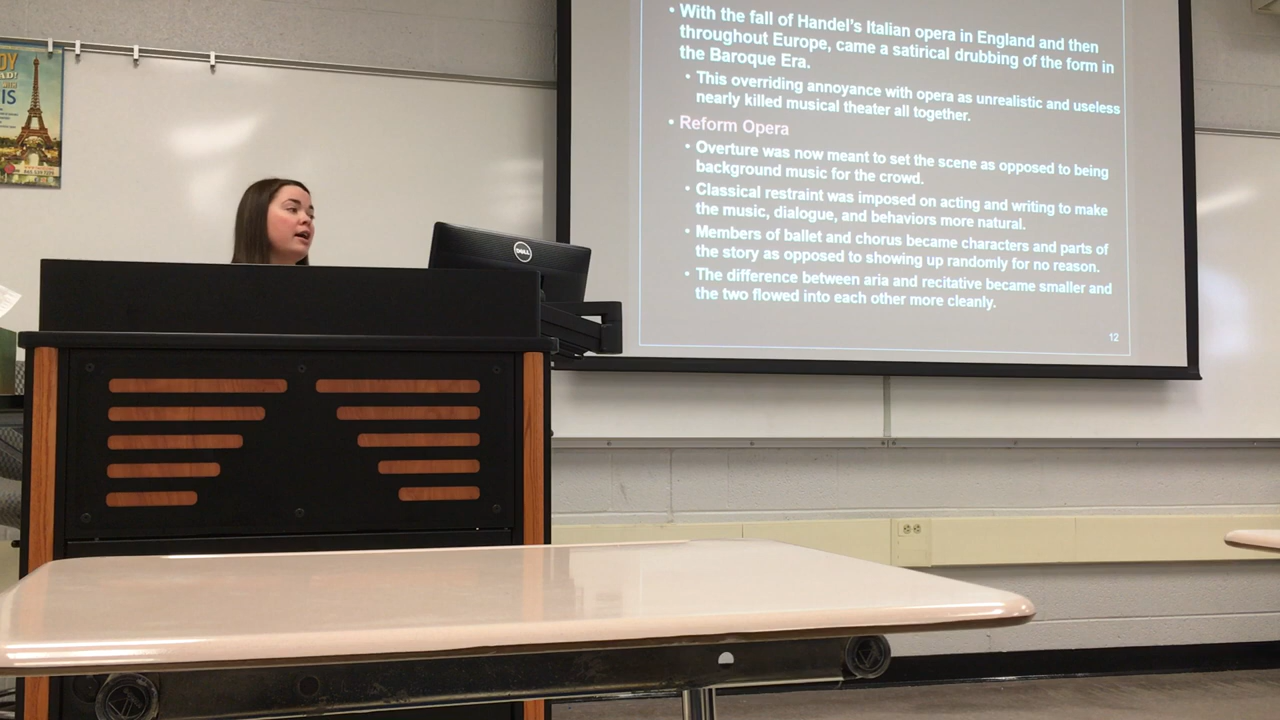 • With the fall of Handel's Italian opera in England and then
throughout Europe, came a satirical drubbing of the form in
the Baroque Era.
• This overriding annoyance with opera as unrealistic and useless
nearly killed musical theater all together.
• Reform Opera
• Overture was now meant to set the scene as opposed to being
background music for the crowd.
• Classical restraint was imposed on acting and writing to make
the music, dialogue, and behaviors more natural.
• Members of ballet and chorus became characters and parts of
the story as opposed to showing up randomly for no reason.
• The difference between aria and recitative became smaller and
the two flowed into each other more cleanly.
12
DELL